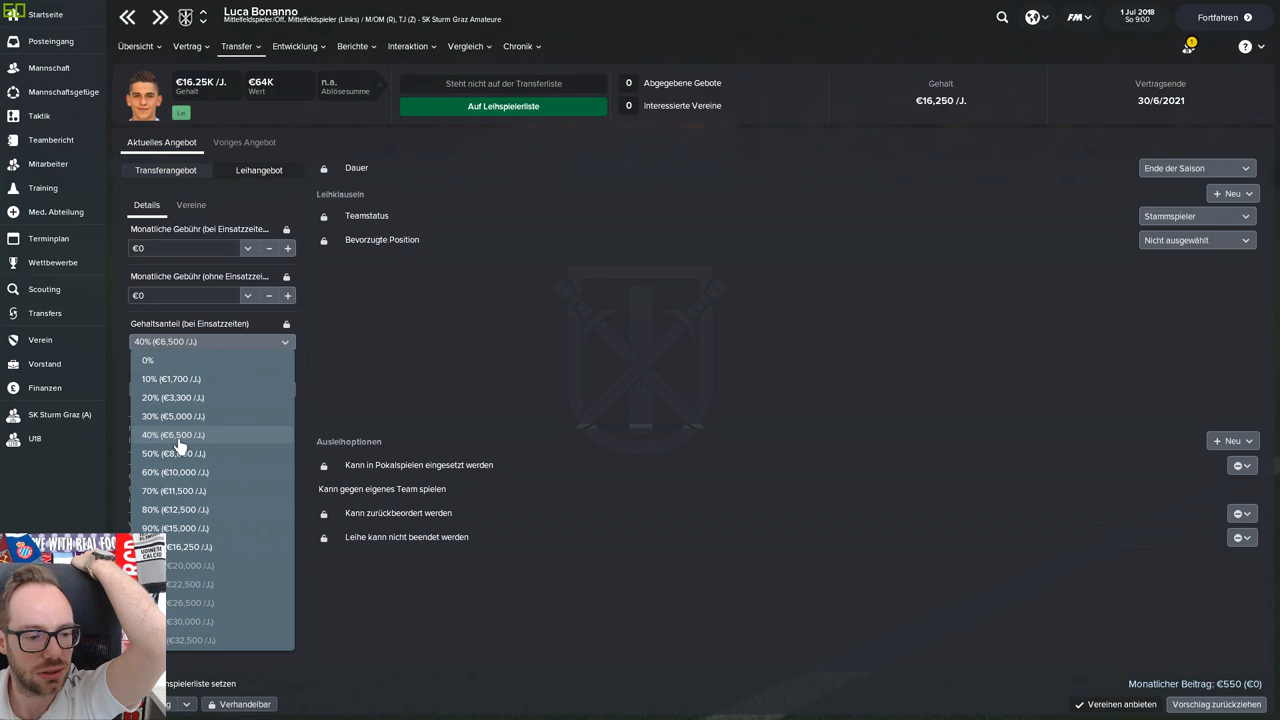 Startseite
Luca Bonanno
Mittelfeldspieler/Off. Mittelfeldspieler (Links) / M/OM (R), TJ (Z) - SK Sturm Graz Amateure
FM
1 Jul 2018
So 9:00
Fortfahren
Posteingang
Mannschaft
Mannschaftsgefüge
Taktik
Teambericht
Mitarbeiter
Training
Med. Abteilung
Terminplan
Wettbewerbe
Scouting
Transfers
Verein
Vorstand
Finanzen
SK Sturm Graz (A)
U18
Übersicht
Vertrag
Transfer
Entwicklung
Berichte
Interaktion
Vergleich
Chronik
€16.25K /J.
Gehalt
€64K
Wert
n.a.
Ablösesumme
Lei
Steht nicht auf der Transferliste
Auf Leihspielerliste
0 Abgegebene Gebote
0 Interessierte Vereine
Gehalt
€16,250 /J.
Vertragsende
30/6/2021
Aktuelles Angebot
Voriges Angebot
Transferangebot
Leihangebot
Details
Vereine
Monatliche Gebühr (bei Einsatzzeite...
€0
Monatliche Gebühr (ohne Einsatzzei...
€0
Gehaltsanteil (bei Einsatzzeiten)
40% (€6,500 /J.)
0%
10% (€1,700 /J.)
20% (€3,300 /J.)
30% (€5,000 /J.)
40% (€6,500 /J.)
50%
60% (€10,000 /J.)
70% (€11,500 /J.)
80% (€12,500 /J.)
90% (€15,000 /J.)
€16,250 /J.)
(€20,000 /J.)
(€22,500 /J.)
(€26,500 /J.)
(€30,000 /J.)
(€32,500 /J.)
Dauer
Ende der Saison
Leihklauseln
Neu
Teamstatus
Stammspieler
Bevorzugte Position
Nicht ausgewählt
Ausleihoptionen
Neu
Kann in Pokalspielen eingesetzt werden
Kann gegen eigenes Team spielen
Kann zurückbeordert werden
Leihe kann nicht beendet werden
WITH REAL
UDINESE
CALCIO
spielerliste setzen
Verhandelbar
Monatlicher Beitrag: €550 (€0)
Vereinen anbieten
Vorschlag zurückziehen